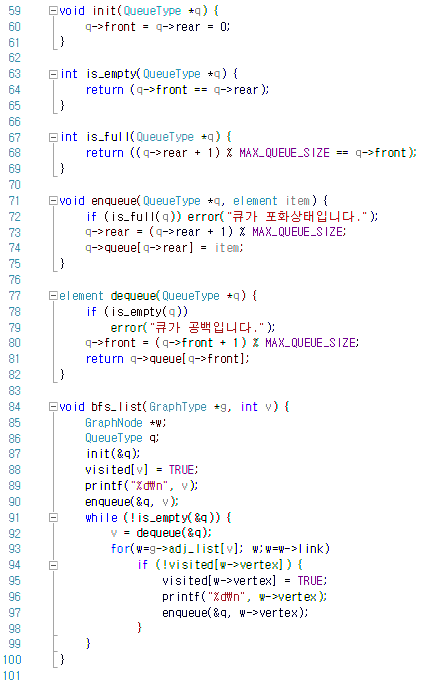 59 void init(QueueType *q) {
60 q->front = q->rear = 0;
61 }
62
63 int is_empty(QueueType *q) {
64 return (q->front == q->rear);
65 }
66
67 int is_full(QueueType *q) {
68 return ((q->rear + 1) % MAX_QUEUE_SIZE == q->front);
69 }
70
71 void enqueue(QueueType *q, element item) {
72 if (is_full(q)) error("큐가 포화상태입니다.");
73 q->rear = (q->rear + 1) % MAX_QUEUE_SIZE;
74 q->queue[q->rear] = item;
75 }
76
77 element dequeue(QueueType *q) {
78 if (is_empty(q))
79 error("큐가 공백입니다.");
80 q->front = (q->front + 1) % MAX_QUEUE_SIZE;
81 return q->queue[q->front];
82 }
83
84 void bfs_list(GraphType *g, int v) {
85 GraphNode *w;
86 QueueType q;
87 init(&q);
88 visited[v] = TRUE;
89 printf("%d₩n", v);
90 enqueue(&q, v);
91 while (!is_empty(&q)) {
92 v = dequeue(&q);
93 for(w=g->adj_list[v]; w;w=w->link)
94 if (!visited[w->vertex]) {
95 visited[w->vertex] = TRUE;
96 printf("%d₩n", w->vertex);
97 enqueue(&q, w->vertex);
98 }
99 }
100 }
101